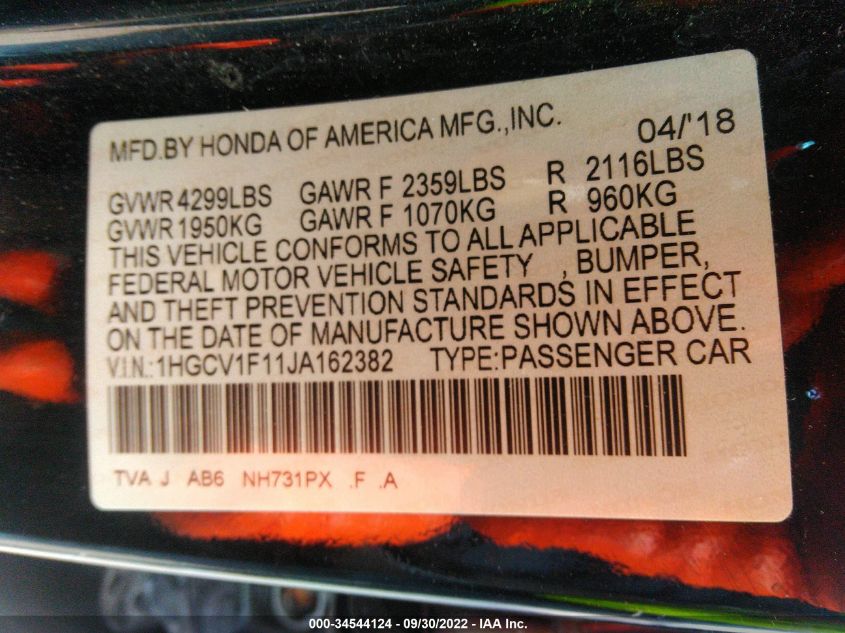 MFD.BY HONDA OF AMERICA MFG.,INC. 04/'18
GVWR 4299LBS GAWR F 2359LBS R 2116LBS
GVWR 1950KG GAWR F 1070KG R 960KG
THIS VEHICLE CONFORMS TO ALL APPLICABLE
FEDERAL MOTOR VEHICLE SAFETY , BUMPER,
AND THEFT PREVENTION STANDARDS IN EFFECT
ON THE DATE OF MANUFACTURE SHOWN ABOVE.
V.I.N.:1HGCV1F11JA162382 TYPE:PASSENGER CAR
TVA J AB6 NH731PX .F .A
000-34544124 - 09/30/2022 - IAA Inc.